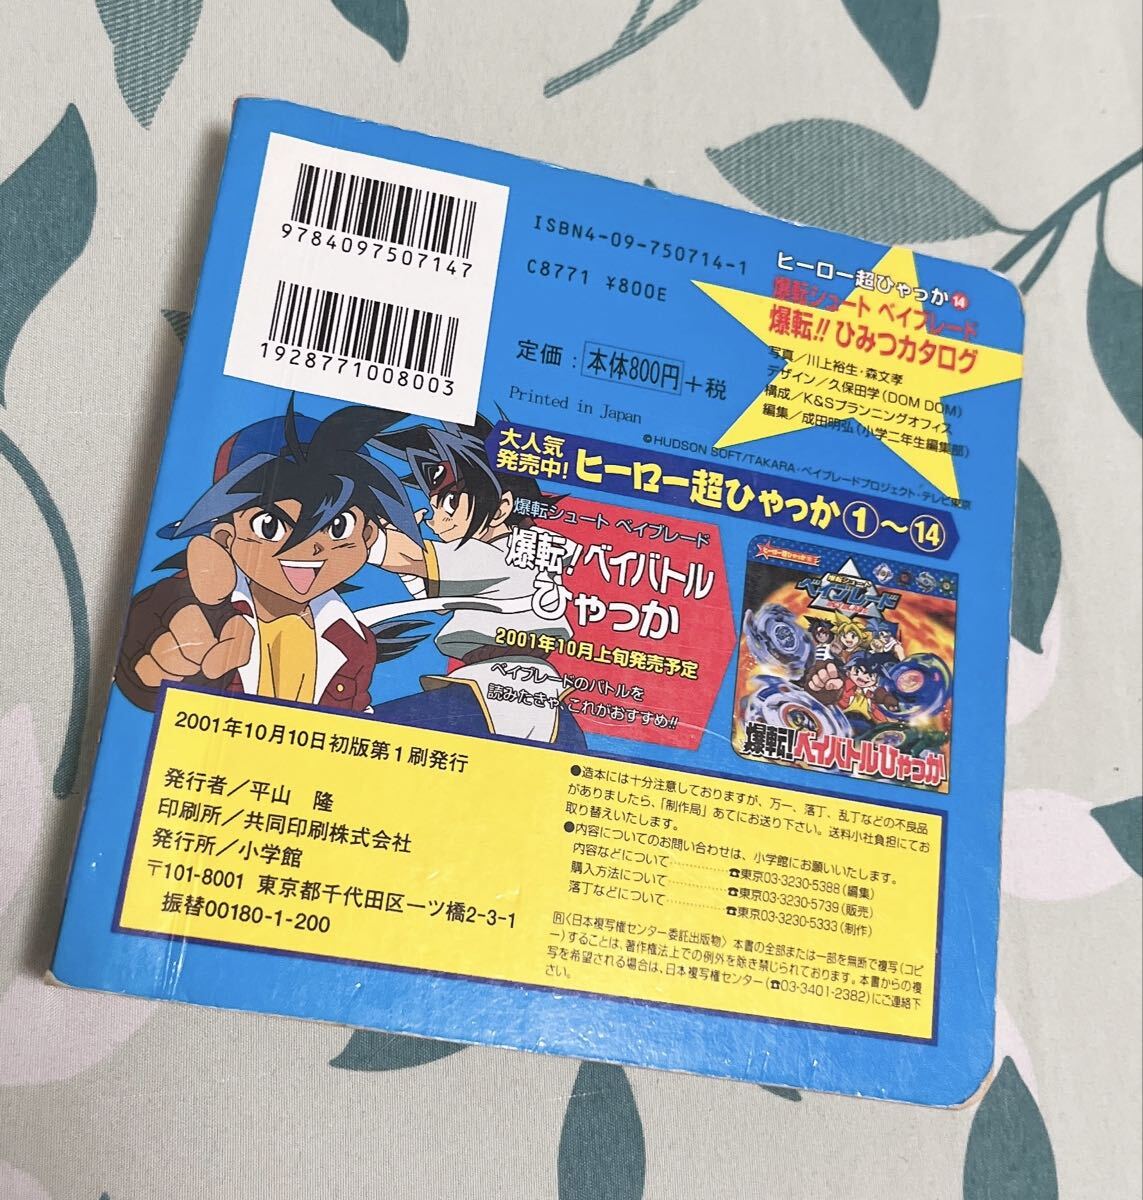 9784097507147
1928771008003
ISBN4-09-750714-1
C8771 ¥800E
定価：本体800円＋税
Printed in Japan
ヒーロー超ひゃっか⑭
爆転シュート ベイブレード
爆転!! ひみつカタログ
写真／川上裕生・森文孝
デザイン／久保田学（DOM DOM）
構成／K&Sプランニングオフィス
編集／成田明弘（小学二年生編集部）
©HUDSON SOFT/TAKARA・ベイブレードプロジェクト・テレビ東京
大人気
発売中！ヒーロー超ひゃっか①～⑭
爆転シュート ベイブレード
爆転！ベイバトル
ひゃっか
2001年10月上旬発売予定
ベイブレードのバトルを
読みたきゃ、これがおすすめ!!
爆転シュート
ベイブレード
爆転！ベイバトルひゃっか
2001年10月10日初版第1刷発行
発行者／平山　隆
印刷所／共同印刷株式会社
発行所／小学館
〒101-8001 東京都千代田区一ツ橋2-3-1
振替00180-1-200
●造本には十分注意しておりますが、万一、落丁、乱丁などの不良品
がありましたら、「制作局」あてにお送り下さい。送料小社負担にてお
取り替えいたします。
●内容についてのお問い合わせは、小学館にお願いいたします。
内容などについて……………☎東京03-3230-5388（編集）
購入方法について……………☎東京03-3230-5739（販売）
落丁などについて……………☎東京03-3230-5333（制作）
Ⓡ〈日本複写権センター委託出版物〉本書の全部または一部を無断で複写（コピ
ー）することは、著作権法上での例外を除き禁じられております。本書からの複
写を希望される場合は、日本複写権センター（☎03-3401-2382）にご連絡下
さい。